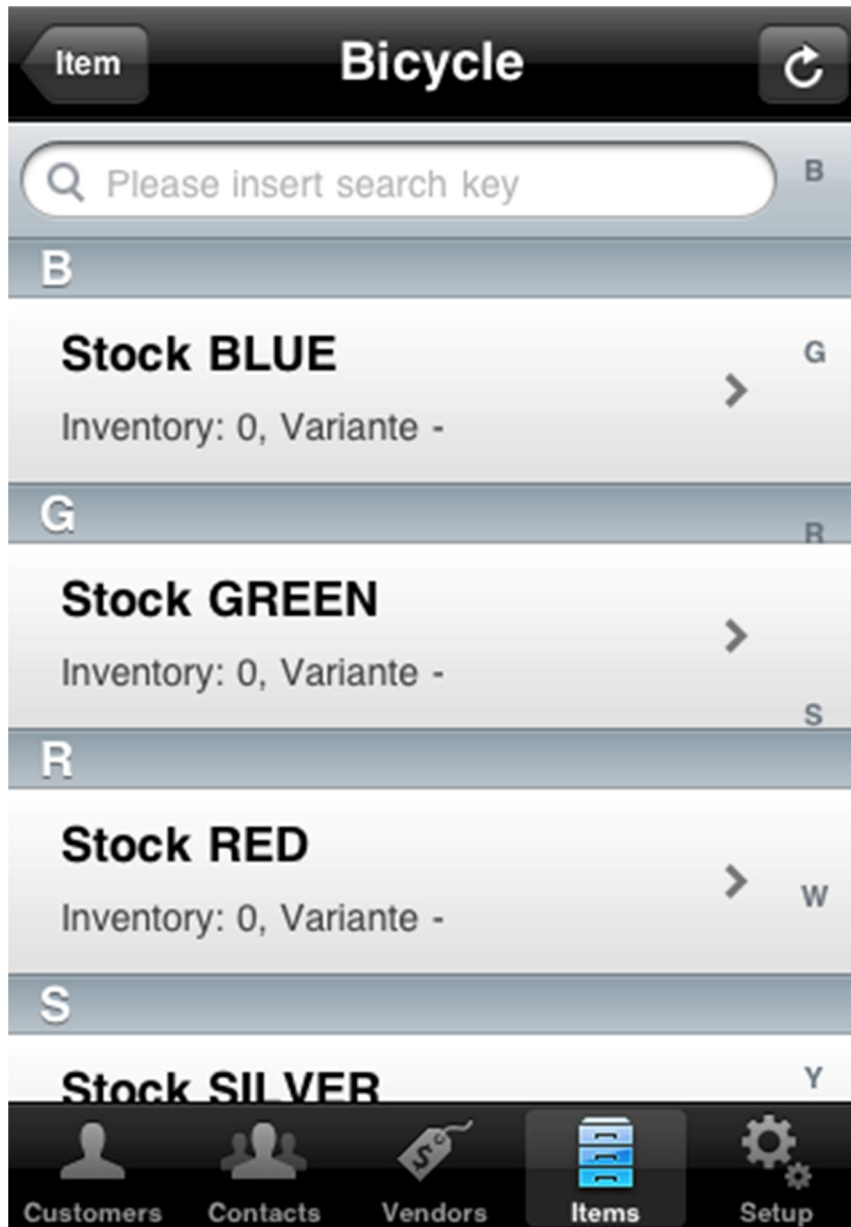 Item
Bicycle
Please insert search key
B
B
Stock BLUE
Inventory: 0, Variante -
G
G
Stock GREEN
Inventory: 0, Variante -
R
R
Stock RED
Inventory: 0, Variante -
S
S
Stock SILVER
W
Y
Customers
Contacts
Vendors
Items
Setup